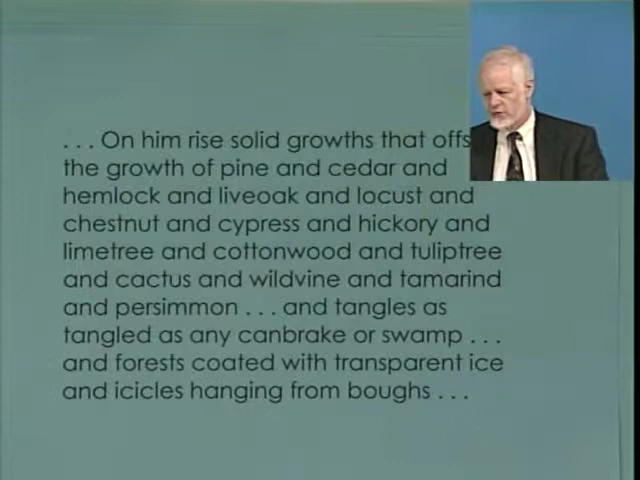 . . . On him rise solid growths that offs
the growth of pine and cedar and
hemlock and liveoak and locust and
chestnut and cypress and hickory and
limetree and cottonwood and tuliptree
and cactus and wildvine and tamarind
and persimmon . . . and tangles as
tangled as any canbrake or swamp . . .
and forests coated with transparent ice
and icicles hanging from boughs . . .